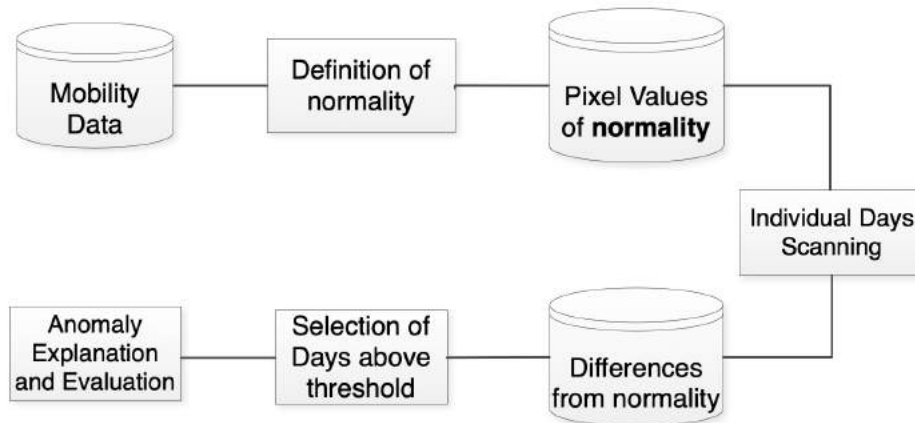 Mobility
Data
Definition of
normality
Pixel Values
of normality
Individual Days
Scanning
Differences
from normality
Selection of
Days above
threshold
Anomaly
Explanation
and Evaluation